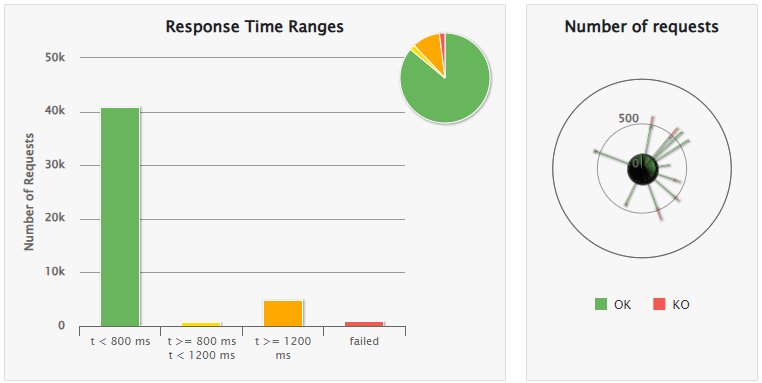 Response Time Ranges
Number of requests
50k
40k
30k
20k
10k
0
Number of Requests
t < 800 ms
t >= 800 ms
t < 1200 ms
t >= 1200
ms
failed
500
0
OK
KO